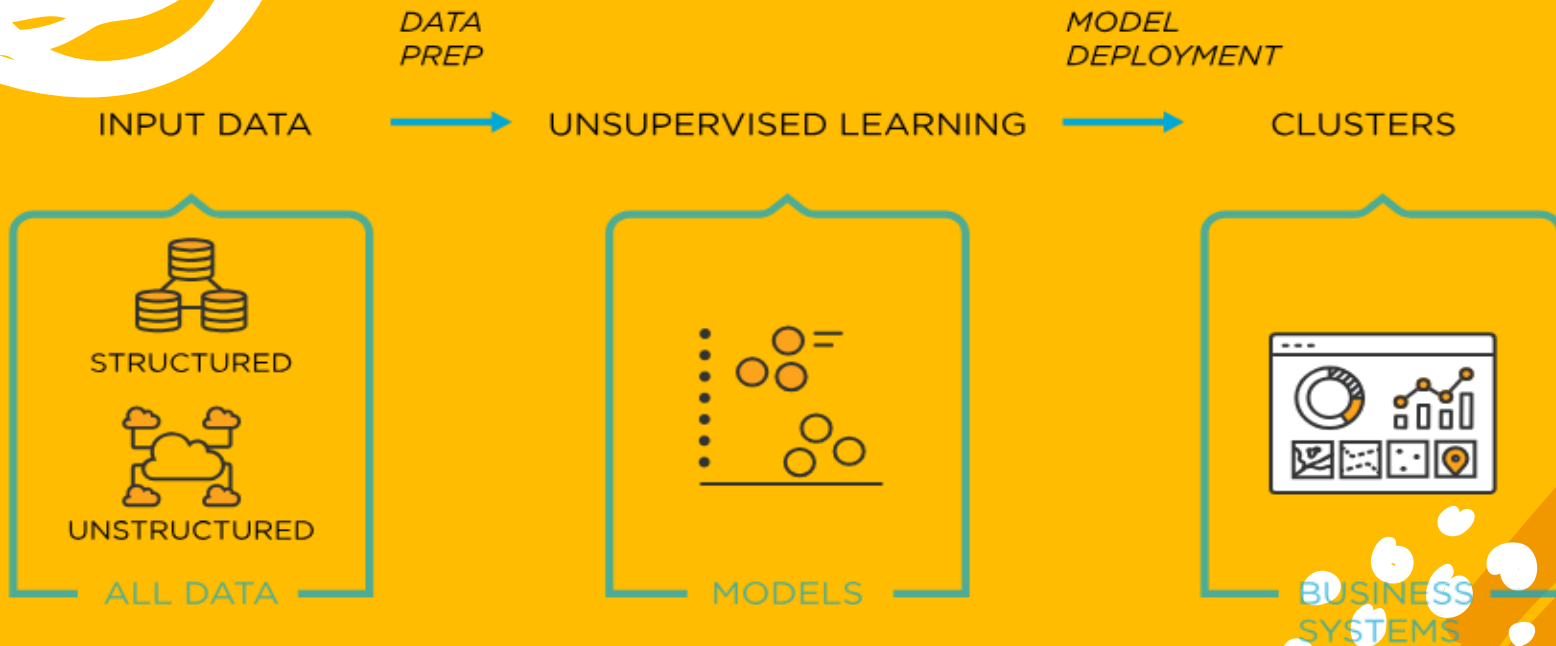 DATA
PREP
MODEL
DEPLOYMENT
INPUT DATA
UNSUPERVISED LEARNING
CLUSTERS
STRUCTURED
UNSTRUCTURED
ALL DATA
MODELS
BUSINESS
SYSTEMS